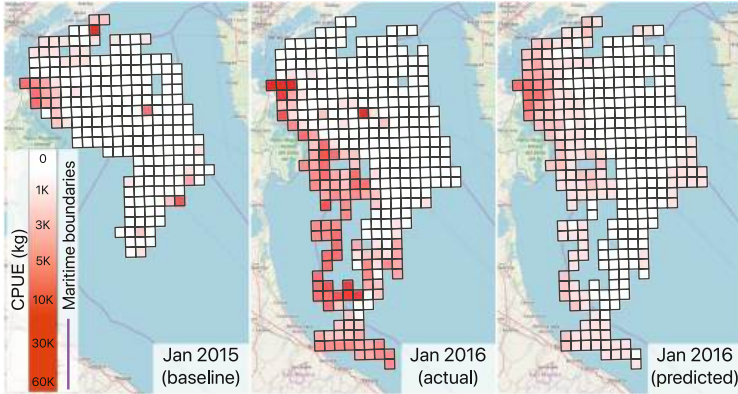 0
1K
3K
5K
10K
30K
60K
CPUE (kg)
Maritime boundaries
Jan 2015
(baseline)
Jan 2016
(actual)
Jan 2016
(predicted)